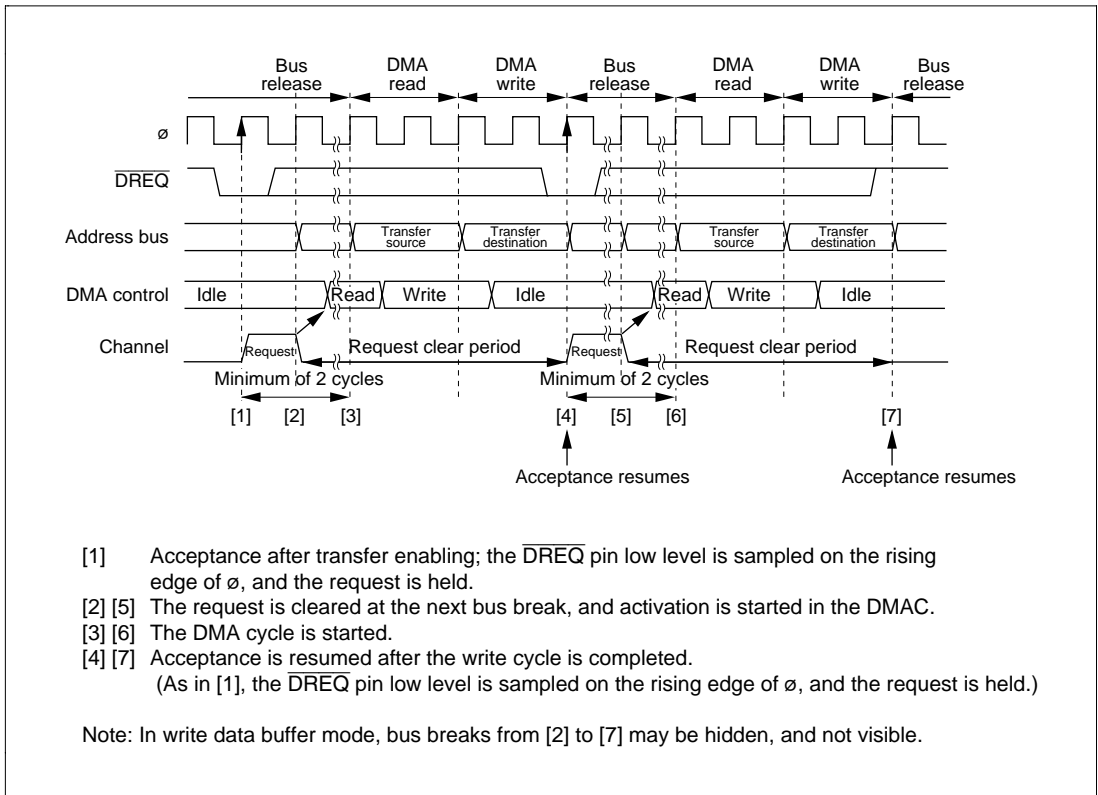 Bus release DMA read DMA write Bus release DMA read DMA write Bus release
ø
DREQ
Address bus Transfer source Transfer destination Transfer source Transfer destination
DMA control Idle Read Write Idle Read Write Idle
Channel Request Request clear period Request Request clear period
Minimum of 2 cycles Minimum of 2 cycles
[1] [2] [3] [4] [5] [6] [7]
Acceptance resumes Acceptance resumes
[1] Acceptance after transfer enabling; the DREQ pin low level is sampled on the rising
edge of ø, and the request is held.
[2] [5] The request is cleared at the next bus break, and activation is started in the DMAC.
[3] [6] The DMA cycle is started.
[4] [7] Acceptance is resumed after the write cycle is completed.
(As in [1], the DREQ pin low level is sampled on the rising edge of ø, and the request is held.)
Note: In write data buffer mode, bus breaks from [2] to [7] may be hidden, and not visible.